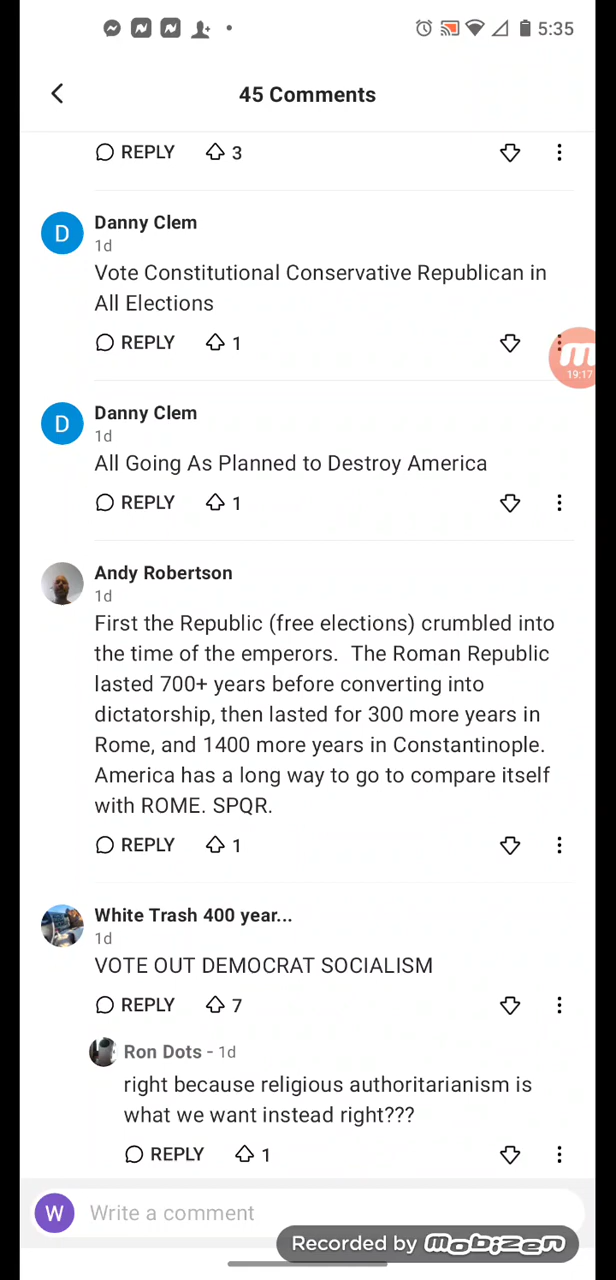 5:35
45 Comments
REPLY 3
D
Danny Clem
1d
Vote Constitutional Conservative Republican in
All Elections
REPLY 1
m
19:17
D
Danny Clem
1d
All Going As Planned to Destroy America
REPLY 1
Andy Robertson
1d
First the Republic (free elections) crumbled into
the time of the emperors. The Roman Republic
lasted 700+ years before converting into
dictatorship, then lasted for 300 more years in
Rome, and 1400 more years in Constantinople.
America has a long way to go to compare itself
with ROME. SPQR.
REPLY 1
White Trash 400 year...
1d
VOTE OUT DEMOCRAT SOCIALISM
REPLY 7
Ron Dots - 1d
right because religious authoritarianism is
what we want instead right???
REPLY 1
W
Write a comment
Recorded by mobizen